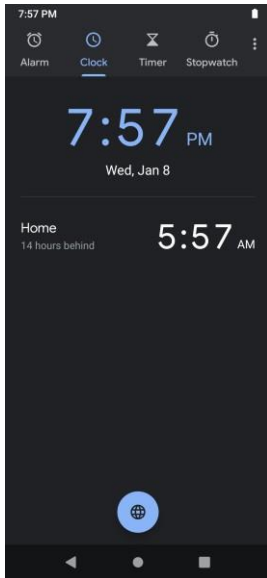 7:57 PM
Alarm Clock Timer Stopwatch
7:57 PM
Wed, Jan 8
Home 5:57 AM
14 hours behind